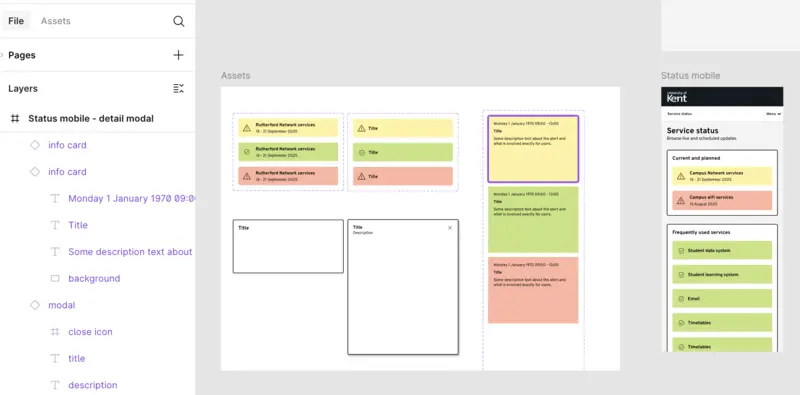 File
Assets
Pages
Layers
Status mobile - detail modal
info card
info card
Monday 1 January 1970 09:0
Title
Some description text about
background
modal
close icon
title
description
Assets
Rutherford Network services
18 - 21 September 2025
Rutherford Network services
18 - 21 September 2025
Rutherford Network services
18 - 21 September 2025
Title
Title
Title
Title
Title
Description
Monday 1 January 1970 09:00 - 10:00
Title
Some description text about the alert and
what is involved exactly for users.
Monday 1 January 1970 09:00 - 10:00
Title
Some description text about the alert and
what is involved exactly for users.
Monday 1 January 1970 09:00 - 10:00
Title
Some description text about the alert and
what is involved exactly for users.
Status mobile
University of
Kent
Service status
Menu
Service status
Browse live and scheduled updates.
Current and planned
Campus Network services
18 - 21 September 2025
Campus wifi services
15 August 2025
Frequently used services
Student data system
Student learning system
Email
Timetables
Timetables